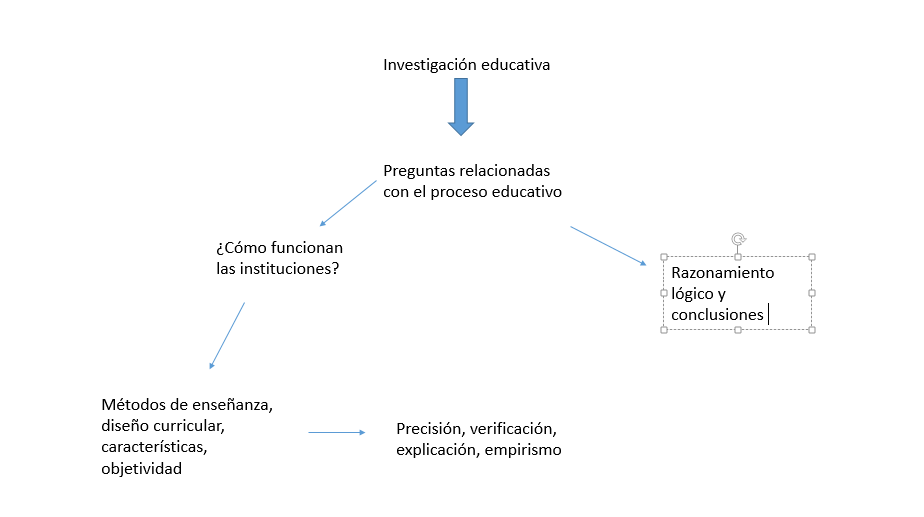 Investigación educativa
Preguntas relacionadas
con el proceso educativo
¿Cómo funcionan
las instituciones?
Razonamiento
lógico y
conclusiones
Métodos de enseñanza,
diseño curricular,
características,
objetividad
Precisión, verificación,
explicación, empirismo